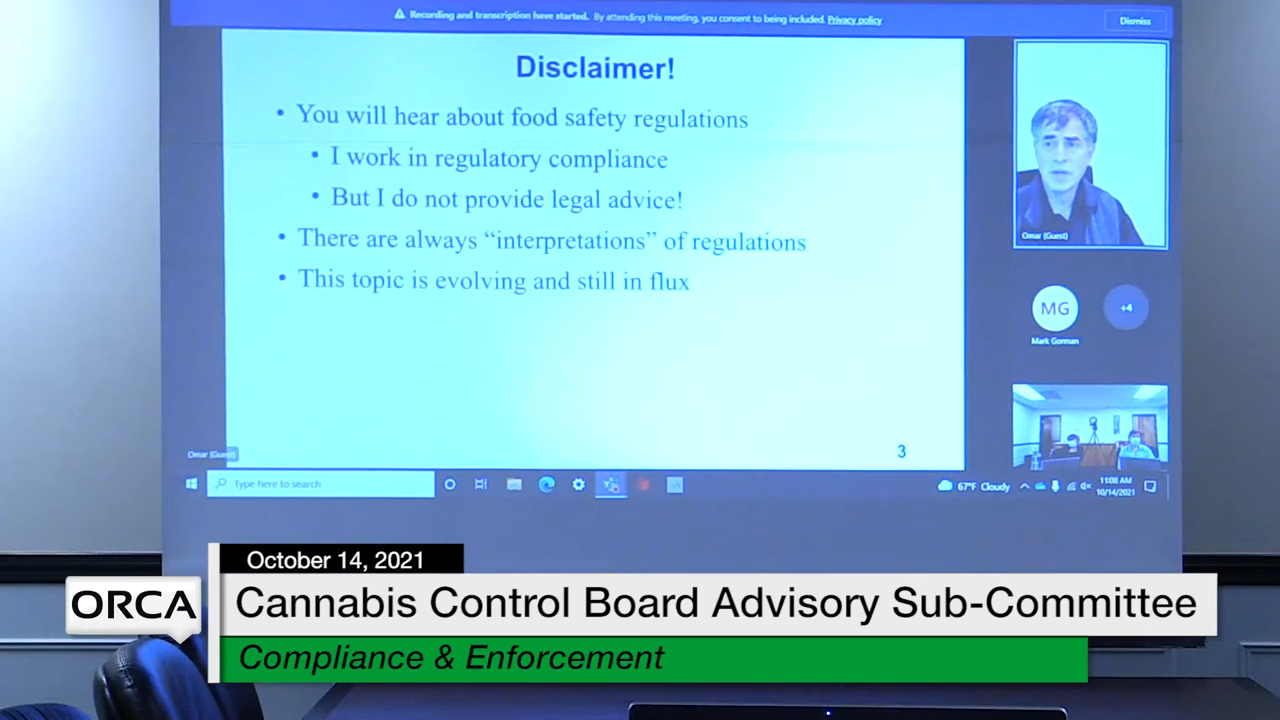 Recording and transcription have started. By attending this meeting, you consent to being included. Privacy policy
Dismiss
Disclaimer!
• You will hear about food safety regulations
• I work in regulatory compliance
• But I do not provide legal advice!
• There are always “interpretations” of regulations
• This topic is evolving and still in flux
3
Omar (Guest)
Omar (Guest)
MG
+4
Mark Gorman
Type here to search
67°F Cloudy
11:08 AM
10/14/2021
October 14, 2021
ORCA
Cannabis Control Board Advisory Sub-Committee
Compliance & Enforcement